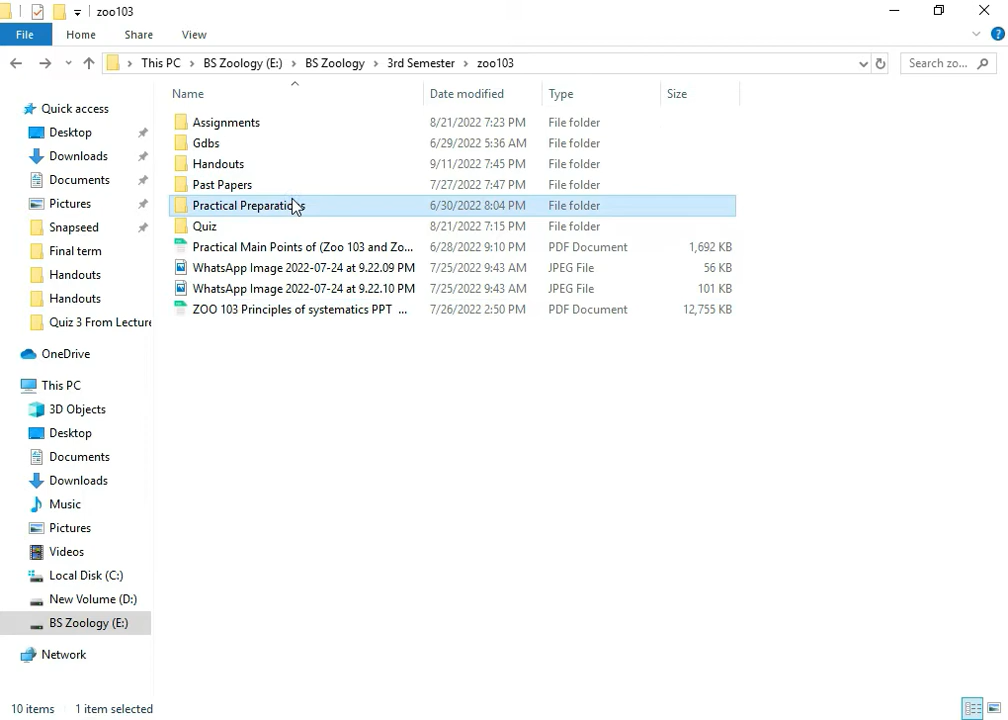 zoo103
File Home Share View
This PC BS Zoology (E:) BS Zoology 3rd Semester zoo103 Search zo...
Name Date modified Type Size
Quick access
Desktop
Downloads
Documents
Pictures
Snapseed
Final term
Handouts
Handouts
Quiz 3 From Lecture
OneDrive
This PC
3D Objects
Desktop
Documents
Downloads
Music
Pictures
Videos
Local Disk (C:)
New Volume (D:)
BS Zoology (E:)
Network
Assignments 8/21/2022 7:23 PM File folder
Gdbs 6/29/2022 5:36 AM File folder
Handouts 9/11/2022 7:45 PM File folder
Past Papers 7/27/2022 7:47 PM File folder
Practical Preparations 6/30/2022 8:04 PM File folder
Quiz 8/21/2022 7:15 PM File folder
Practical Main Points of (Zoo 103 and Zo... 6/28/2022 9:10 PM PDF Document 1,692 KB
WhatsApp Image 2022-07-24 at 9.22.09 PM 7/25/2022 9:43 AM JPEG File 56 KB
WhatsApp Image 2022-07-24 at 9.22.10 PM 7/25/2022 9:43 AM JPEG File 101 KB
ZOO 103 Principles of systematics PPT ... 7/26/2022 2:50 PM PDF Document 12,755 KB
10 items 1 item selected